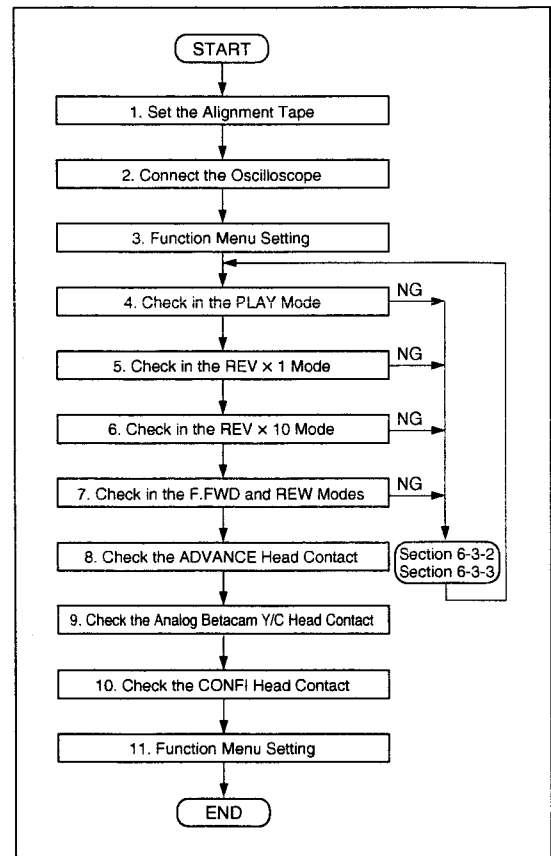 START
1. Set the Alignment Tape
2. Connect the Oscilloscope
3. Function Menu Setting
4. Check in the PLAY Mode
NG
5. Check in the REV × 1 Mode
NG
6. Check in the REV × 10 Mode
NG
7. Check in the F.FWD and REW Modes
NG
Section 6-3-2
Section 6-3-3
8. Check the ADVANCE Head Contact
9. Check the Analog Betacam Y/C Head Contact
10. Check the CONFI Head Contact
11. Function Menu Setting
END